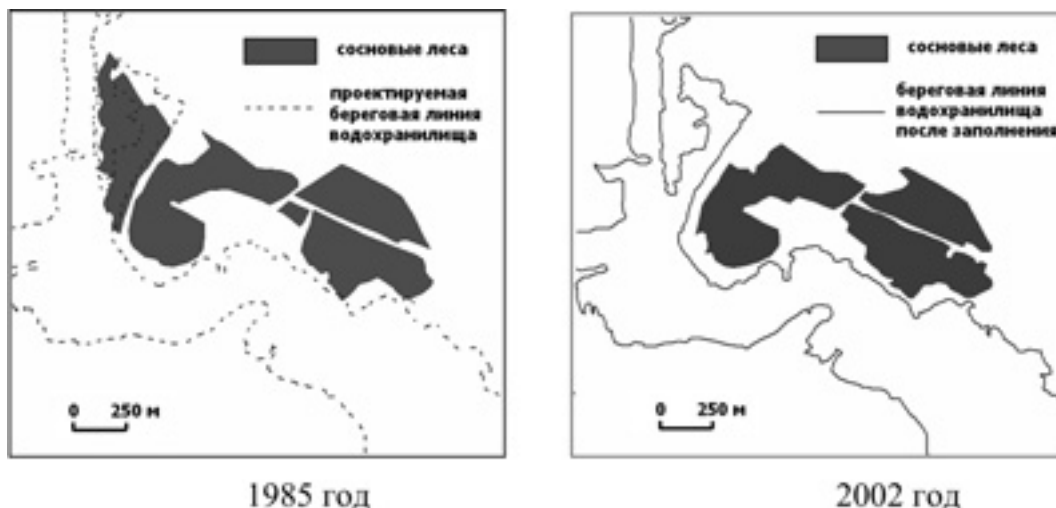 сосновые леса
проектируемая
береговая линия
водохранилища
0 250 м
1985 год
сосновые леса
береговая линия
водохранилища
после заполнения
0 250 м
2002 год